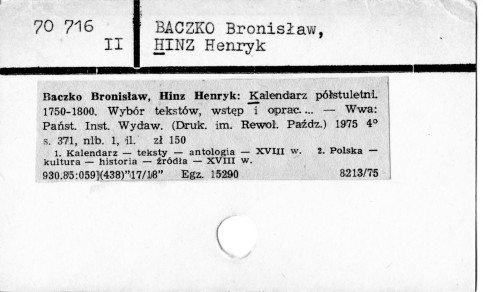 70 716
II
BACZKO Bronisław,
HINZ Henryk
Baczko Bronisław, Hinz Henryk: Kalendarz półstuletni.
1750-1800. Wybór tekstów, wstęp i oprac. ... — Wwa:
Państ. Inst. Wydaw. (Druk. im. Rewol. Paźdz.) 1975 4°
s. 371, nlb. 1, il. zł 150
1. Kalendarz — teksty — antologia — XVIII w. 2. Polska —
kultura — historia — źródła — XVIII w.
930.85:059](438)"17/18" Egz. 15290 8213/75